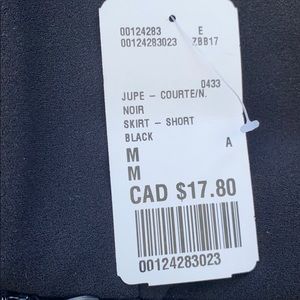 00124283 E
00124283023 7BB17
0433
JUPE - COURTE/N.
NOIR
SKIRT - SHORT
BLACK A
M
M
CAD $17.80
00124283023